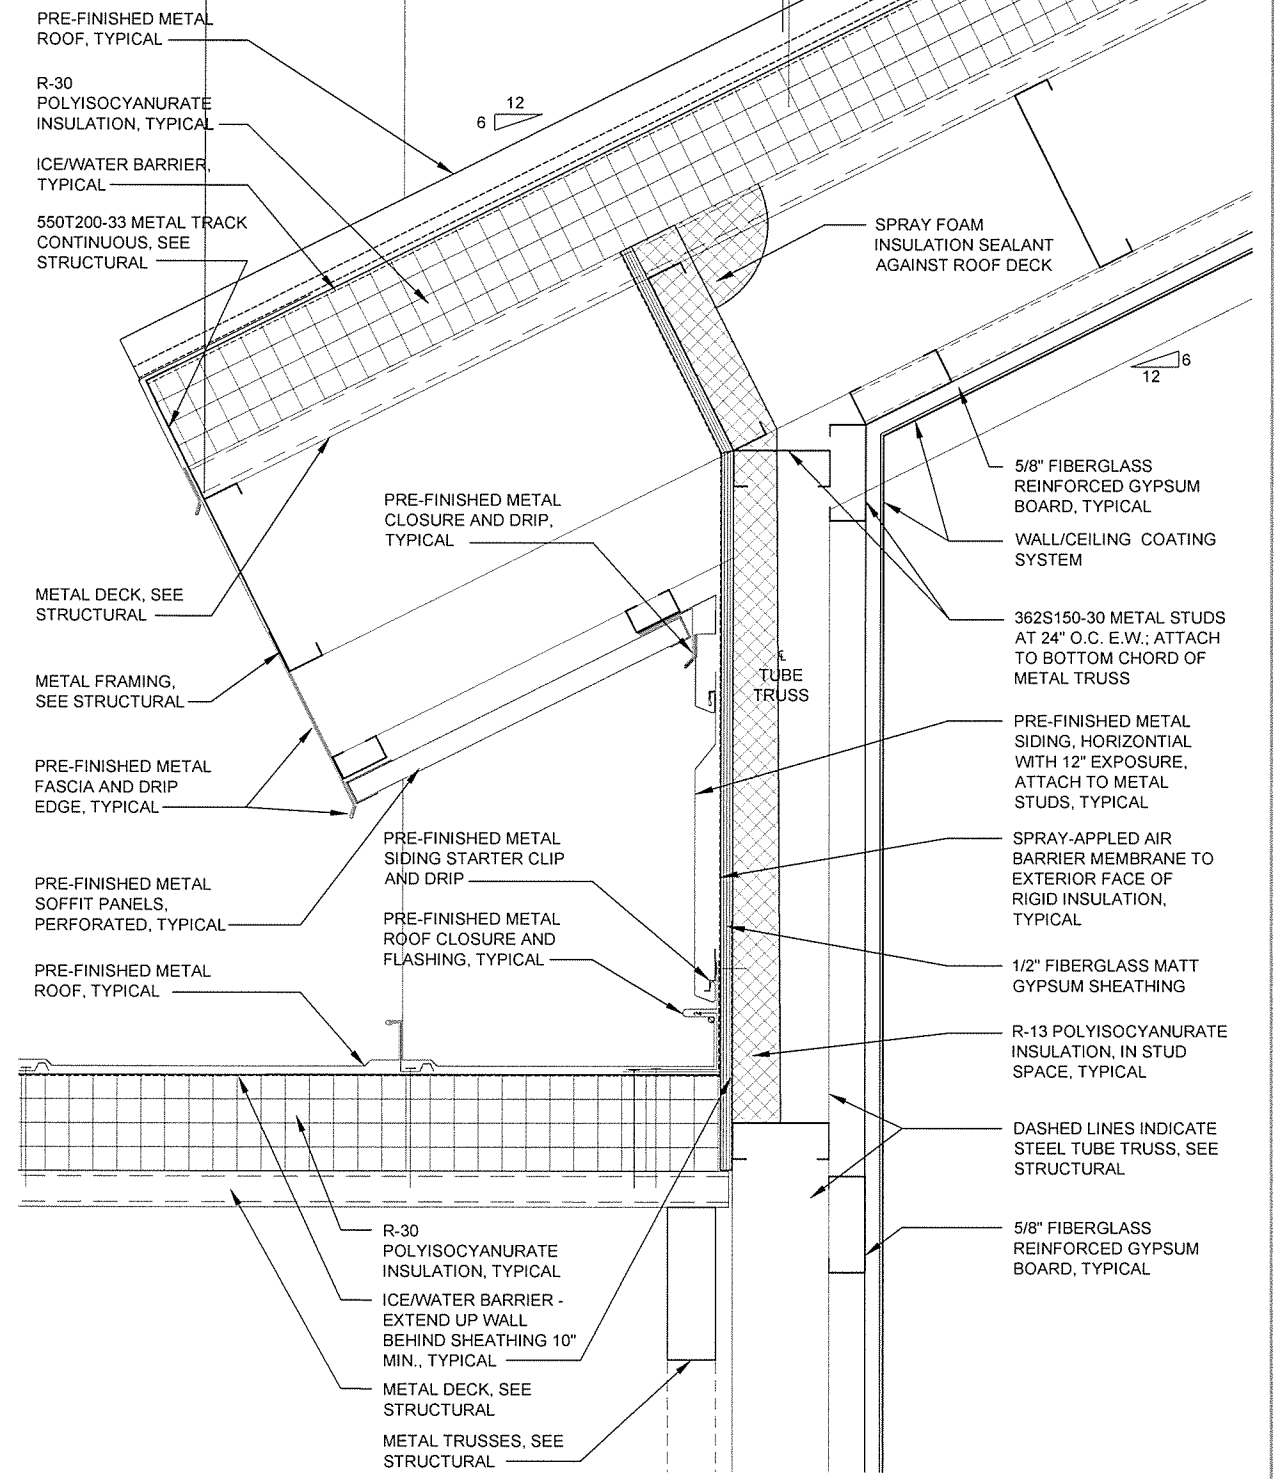 PRE-FINISHED METAL
ROOF, TYPICAL
R-30
POLYISOCYANURATE
INSULATION, TYPICAL
ICE/WATER BARRIER,
TYPICAL
550T200-33 METAL TRACK
CONTINUOUS, SEE
STRUCTURAL
12
6
SPRAY FOAM
INSULATION SEALANT
AGAINST ROOF DECK
6
12
PRE-FINISHED METAL
CLOSURE AND DRIP,
TYPICAL
METAL DECK, SEE
STRUCTURAL
METAL FRAMING,
SEE STRUCTURAL
PRE-FINISHED METAL
FASCIA AND DRIP
EDGE, TYPICAL
PRE-FINISHED METAL
SOFFIT PANELS,
PERFORATED, TYPICAL
PRE-FINISHED METAL
ROOF, TYPICAL
PRE-FINISHED METAL
SIDING STARTER CLIP
AND DRIP
PRE-FINISHED METAL
ROOF CLOSURE AND
FLASHING, TYPICAL
℄
TUBE
TRUSS
5/8" FIBERGLASS
REINFORCED GYPSUM
BOARD, TYPICAL
WALL/CEILING COATING
SYSTEM
362S150-30 METAL STUDS
AT 24" O.C. E.W.; ATTACH
TO BOTTOM CHORD OF
METAL TRUSS
PRE-FINISHED METAL
SIDING, HORIZONTIAL
WITH 12" EXPOSURE,
ATTACH TO METAL
STUDS, TYPICAL
SPRAY-APPLED AIR
BARRIER MEMBRANE TO
EXTERIOR FACE OF
RIGID INSULATION,
TYPICAL
1/2" FIBERGLASS MATT
GYPSUM SHEATHING
R-13 POLYISOCYANURATE
INSULATION, IN STUD
SPACE, TYPICAL
DASHED LINES INDICATE
STEEL TUBE TRUSS, SEE
STRUCTURAL
5/8" FIBERGLASS
REINFORCED GYPSUM
BOARD, TYPICAL
R-30
POLYISOCYANURATE
INSULATION, TYPICAL
ICE/WATER BARRIER -
EXTEND UP WALL
BEHIND SHEATHING 10"
MIN., TYPICAL
METAL DECK, SEE
STRUCTURAL
METAL TRUSSES, SEE
STRUCTURAL